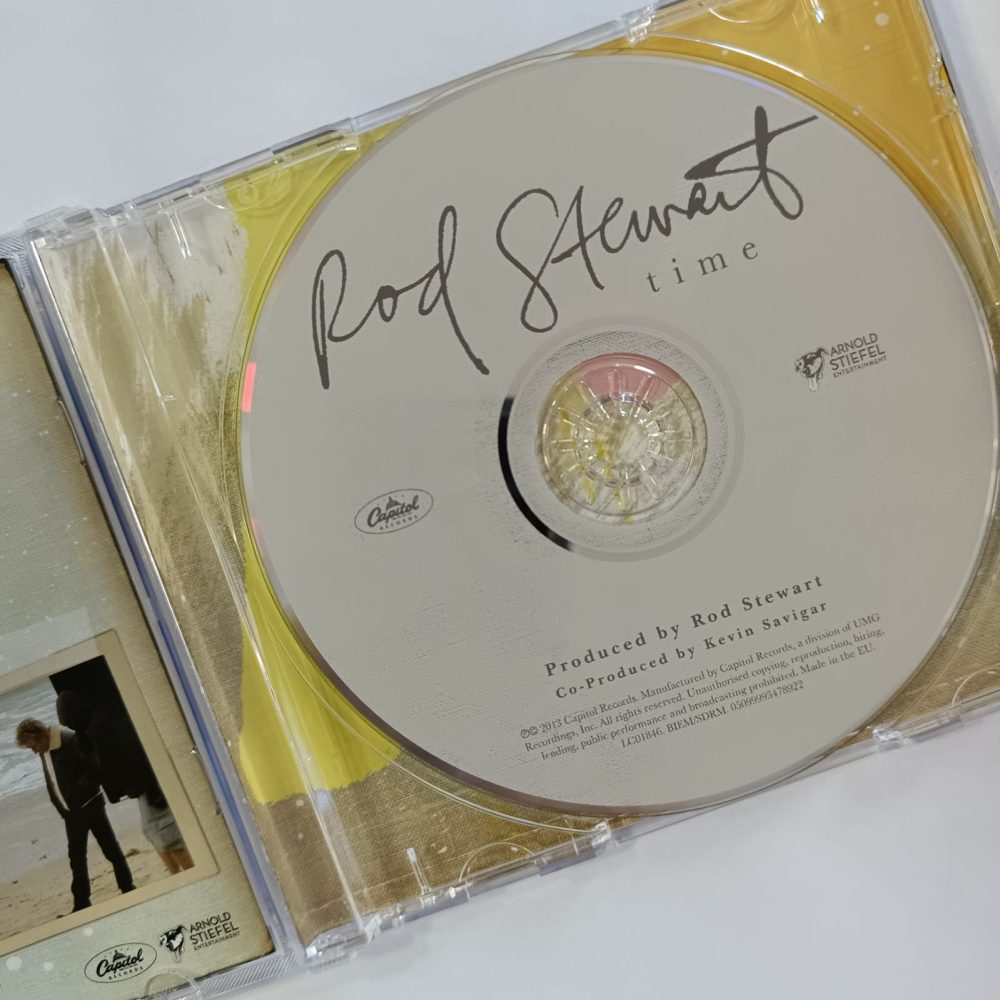 Rod Stewart
time
ARNOLD
STIEFEL
ENTERTAINMENT
Capitol
RECORDS
Produced by Rod Stewart
Co-Produced by Kevin Savigar
℗© 2013 Capitol Records. Manufactured by Capitol Records, a division of UMG
Recordings, Inc. All rights reserved. Unauthorised copying, reproduction, hiring,
lending, public performance and broadcasting prohibited. Made in the EU.
LC01846. BIEM/SDRM. 05099993478922
Capitol
RECORDS
ARNOLD
STIEFEL
ENTERTAINMENT